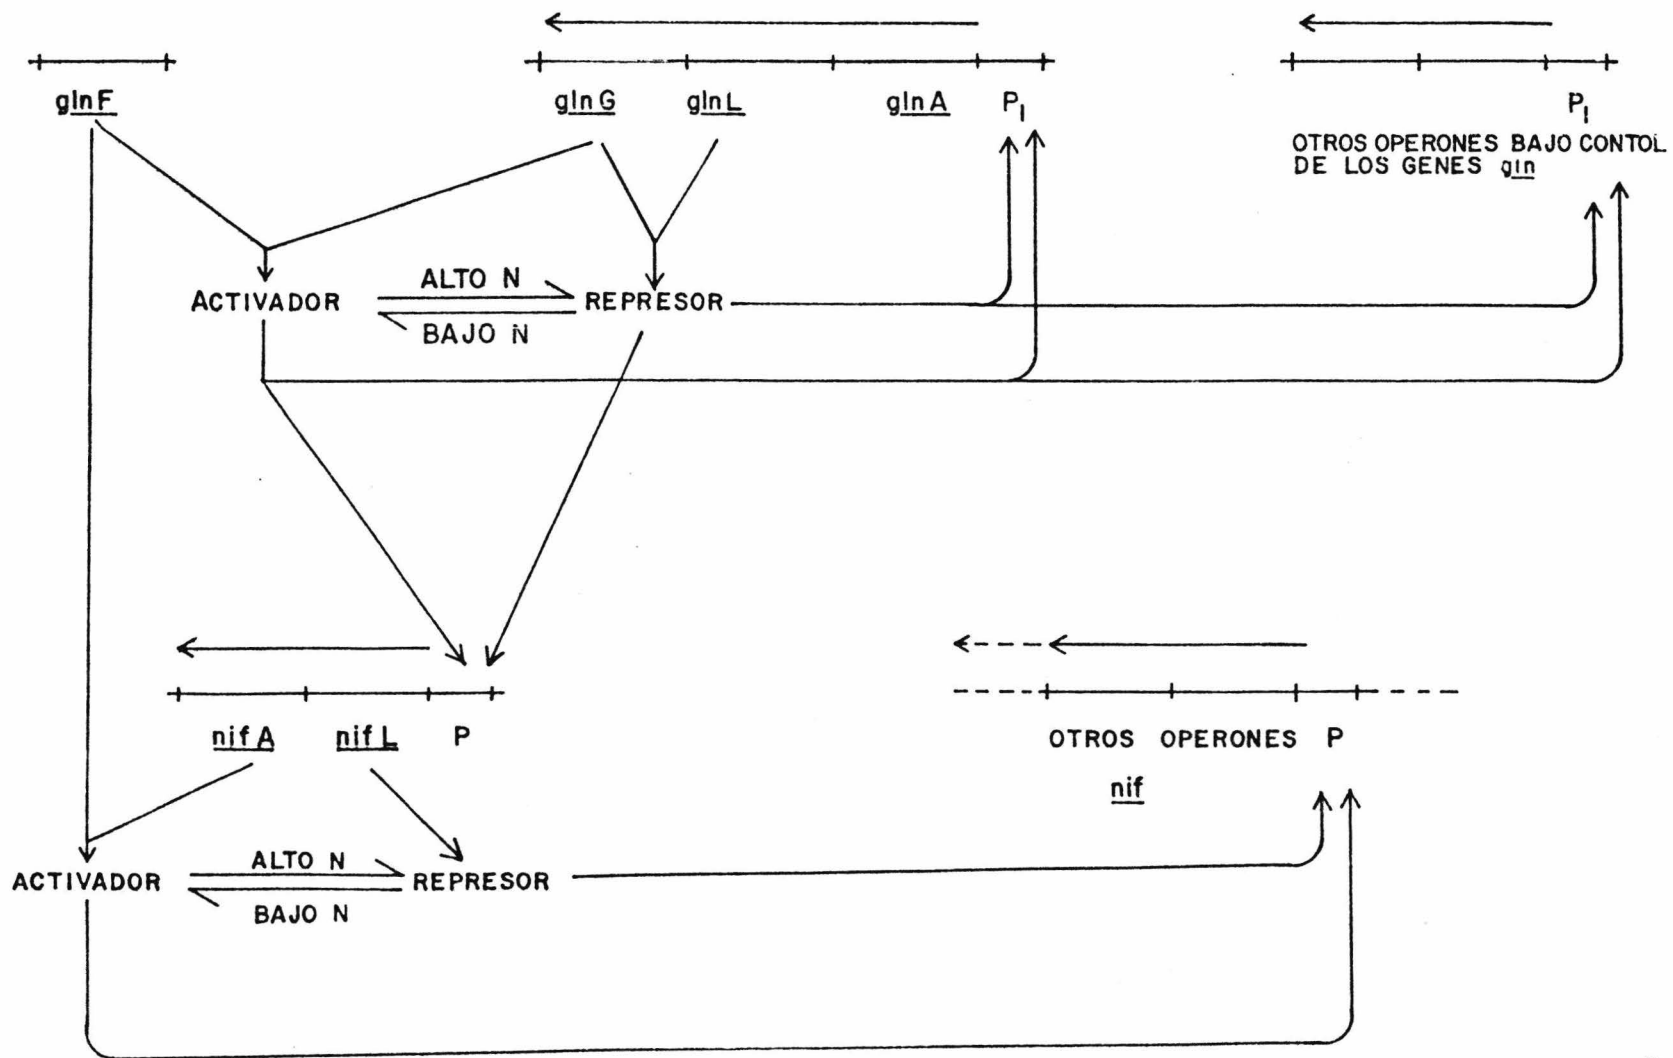 glnF glnG glnL glnA P₁ P₁
OTROS OPERONES BAJO CONTOL
DE LOS GENES gln
ACTIVADOR ALTO N REPRESOR
BAJO N
nifA nifL P OTROS OPERONES P
nif
ALTO N
ACTIVADOR REPRESOR
BAJO N